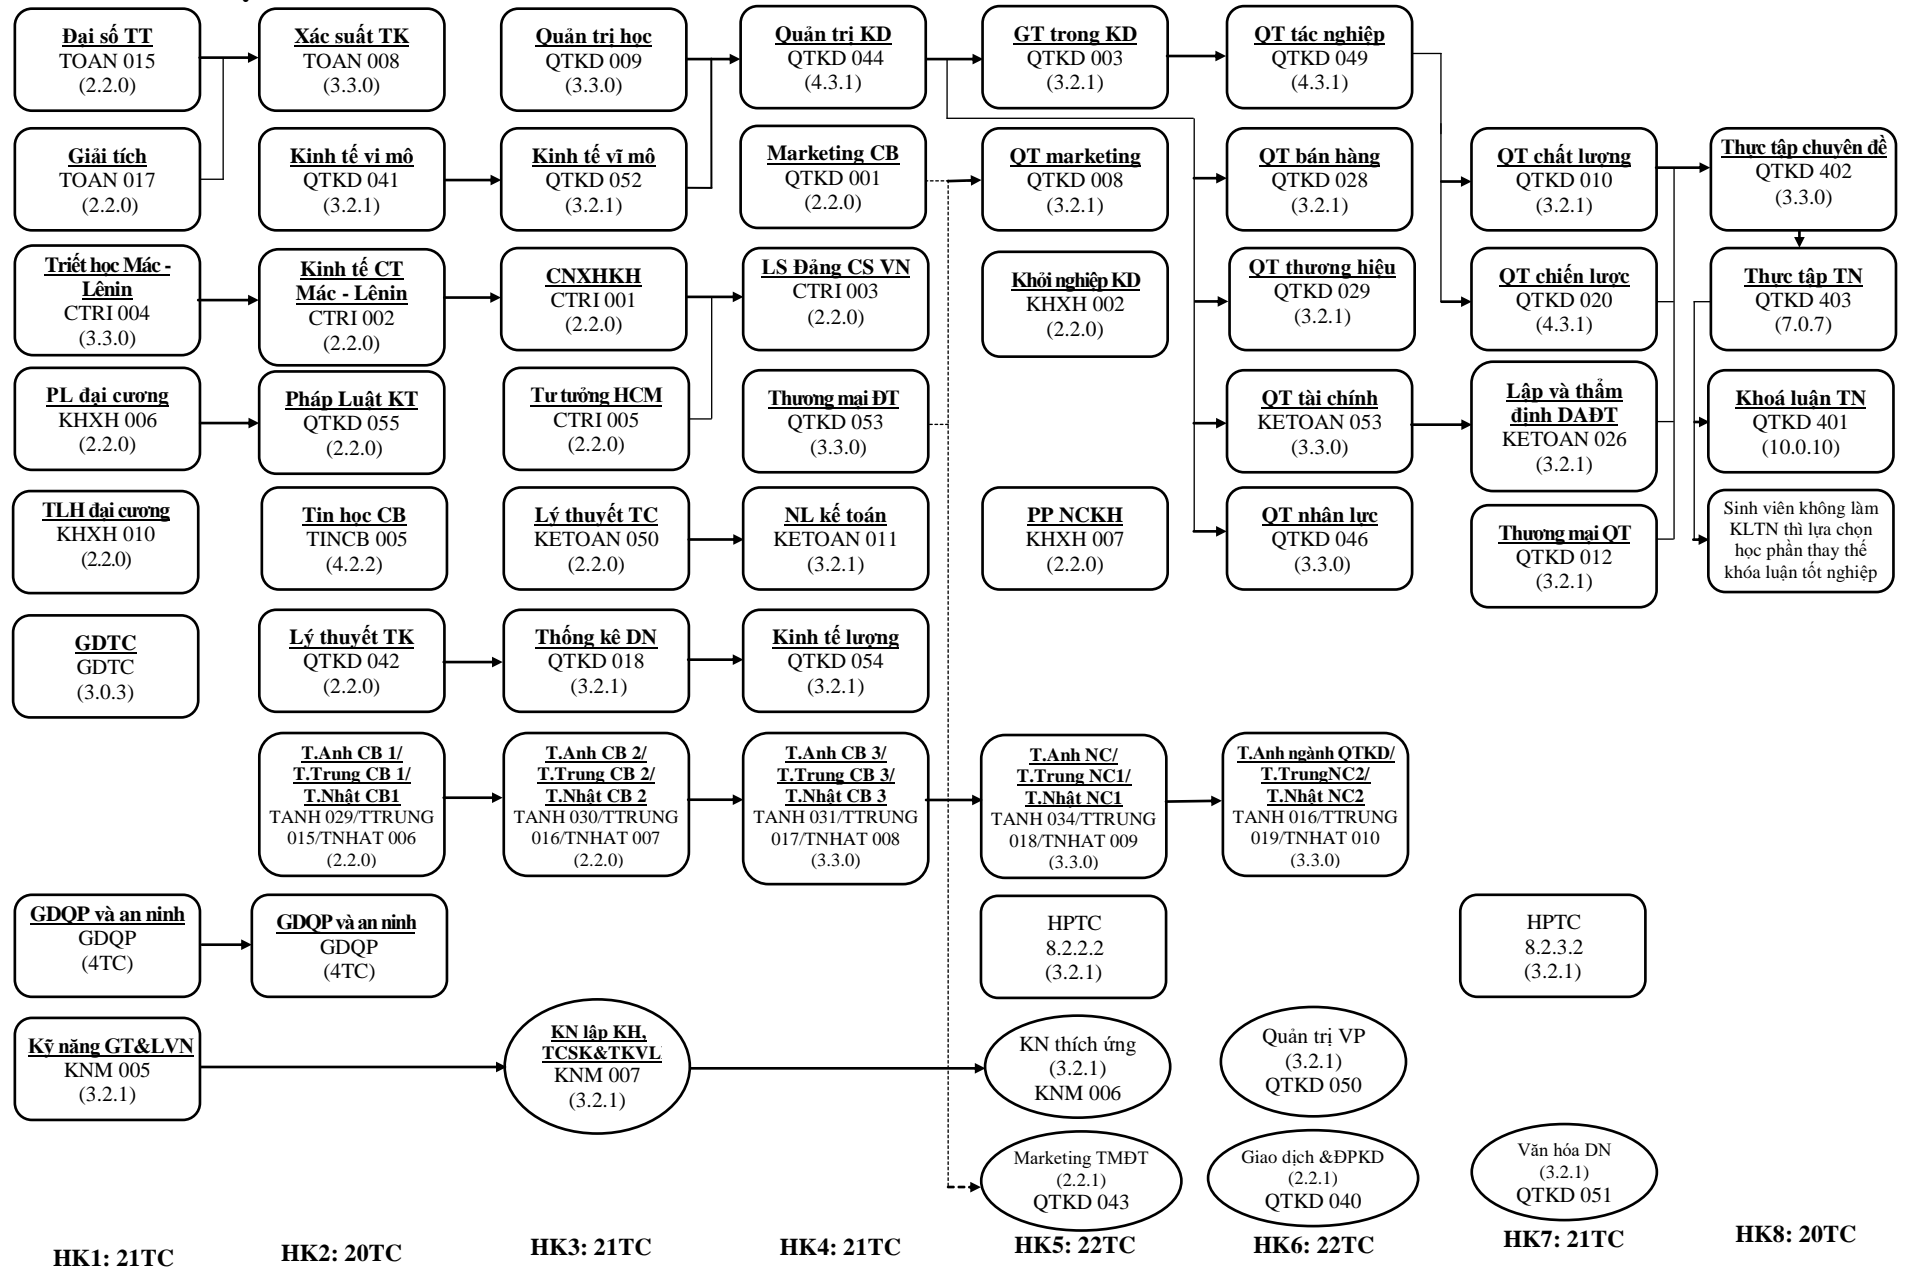 Đại số TT
TOAN 015
(2.2.0)
Xác suất TK
TOAN 008
(3.3.0)
Quản trị học
QTKD 009
(3.3.0)
Quản trị KD
QTKD 044
(4.3.1)
GT trong KD
QTKD 003
(3.2.1)
QT tác nghiệp
QTKD 049
(4.3.1)
Giải tích
TOAN 017
(2.2.0)
Kinh tế vi mô
QTKD 041
(3.2.1)
Kinh tế vĩ mô
QTKD 052
(3.2.1)
Marketing CB
QTKD 001
(2.2.0)
QT marketing
QTKD 008
(3.2.1)
QT bán hàng
QTKD 028
(3.2.1)
QT chất lượng
QTKD 010
(3.2.1)
Thực tập chuyên đề
QTKD 402
(3.3.0)
Triết học Mác -
Lênin
CTRI 004
(3.3.0)
Kinh tế CT
Mác - Lênin
CTRI 002
(2.2.0)
CNXHKH
CTRI 001
(2.2.0)
LS Đảng CS VN
CTRI 003
(2.2.0)
Khởi nghiệp KD
KHXH 002
(2.2.0)
QT thương hiệu
QTKD 029
(3.2.1)
QT chiến lược
QTKD 020
(4.3.1)
Thực tập TN
QTKD 403
(7.0.7)
PL đại cương
KHXH 006
(2.2.0)
Pháp Luật KT
QTKD 055
(2.2.0)
Tư tưởng HCM
CTRI 005
(2.2.0)
Thương mại ĐT
QTKD 053
(3.3.0)
QT tài chính
KETOAN 053
(3.3.0)
Lập và thẩm
định DAĐT
KETOAN 026
(3.2.1)
Khoá luận TN
QTKD 401
(10.0.10)
TLH đại cương
KHXH 010
(2.2.0)
Tin học CB
TINCB 005
(4.2.2)
Lý thuyết TC
KETOAN 050
(2.2.0)
NL kế toán
KETOAN 011
(3.2.1)
PP NCKH
KHXH 007
(2.2.0)
QT nhân lực
QTKD 046
(3.3.0)
Thương mại QT
QTKD 012
(3.2.1)
Sinh viên không làm
KLTN thì lựa chọn
học phần thay thế
khóa luận tốt nghiệp
GDTC
GDTC
(3.0.3)
Lý thuyết TK
QTKD 042
(2.2.0)
Thống kê DN
QTKD 018
(3.2.1)
Kinh tế lượng
QTKD 054
(3.2.1)
T.Anh CB 1/
T.Trung CB 1/
T.Nhật CB1
TANH 029/TTRUNG
015/TNHAT 006
(2.2.0)
T.Anh CB 2/
T.Trung CB 2/
T.Nhật CB 2
TANH 030/TTRUNG
016/TNHAT 007
(2.2.0)
T.Anh CB 3/
T.Trung CB 3/
T.Nhật CB 3
TANH 031/TTRUNG
017/TNHAT 008
(3.3.0)
T.Anh NC/
T.Trung NC1/
T.Nhật NC1
TANH 034/TTRUNG
018/TNHAT 009
(3.3.0)
T.Anh ngành QTKD/
T.TrungNC2/
T.Nhật NC2
TANH 016/TTRUNG
019/TNHAT 010
(3.3.0)
GDQP và an ninh
GDQP
(4TC)
GDQP và an ninh
GDQP
(4TC)
HPTC
8.2.2.2
(3.2.1)
HPTC
8.2.3.2
(3.2.1)
Kỹ năng GT&LVN
KNM 005
(3.2.1)
KN lập KH,
TCSK&TKVL
KNM 007
(3.2.1)
KN thích ứng
(3.2.1)
KNM 006
Quản trị VP
(3.2.1)
QTKD 050
Marketing TMĐT
(2.2.1)
QTKD 043
Giao dịch &ĐPKD
(2.2.1)
QTKD 040
Văn hóa DN
(3.2.1)
QTKD 051
HK1: 21TC
HK2: 20TC
HK3: 21TC
HK4: 21TC
HK5: 22TC
HK6: 22TC
HK7: 21TC
HK8: 20TC